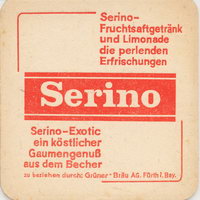 Serino-
Fruchtsaftgetränk
und Limonade
die perlenden
Erfrischungen
Serino
Serino-Exotic
ein köstlicher
Gaumengenuß
aus dem Becher
zu beziehen durch: Grüner-Bräu AG. Fürth i. Bay.